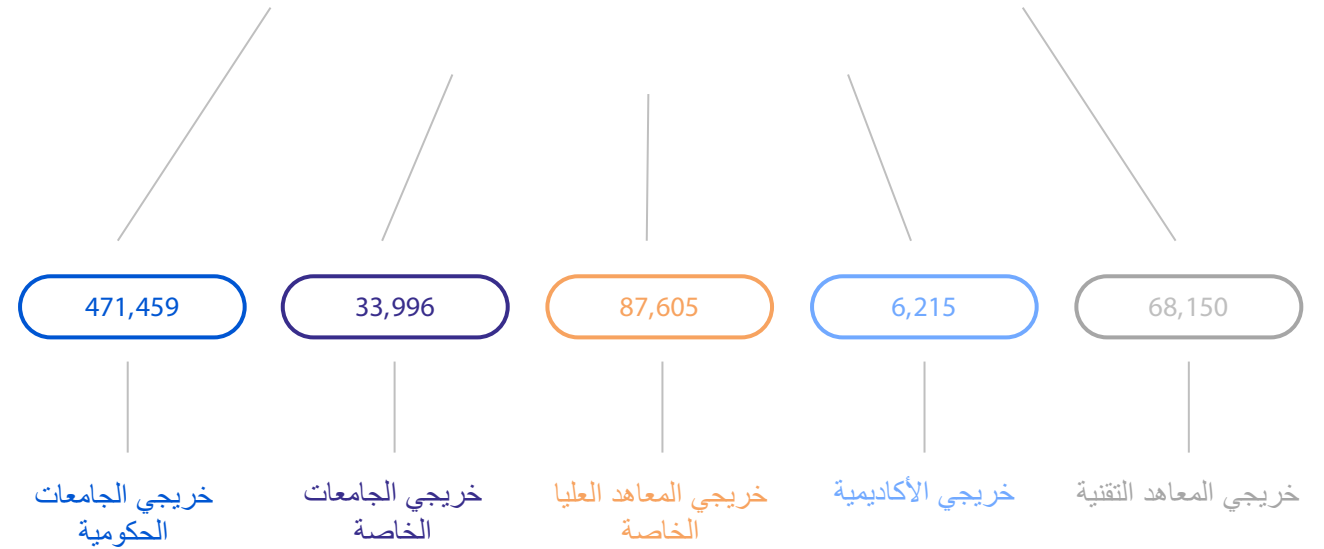 471,459
33,996
87,605
6,215
68,150
خريجي الجامعات
الحكومية
خريجي الجامعات
الخاصة
خريجي المعاهد العليا
الخاصة
خريجي الأكاديمية
خريجي المعاهد التقنية